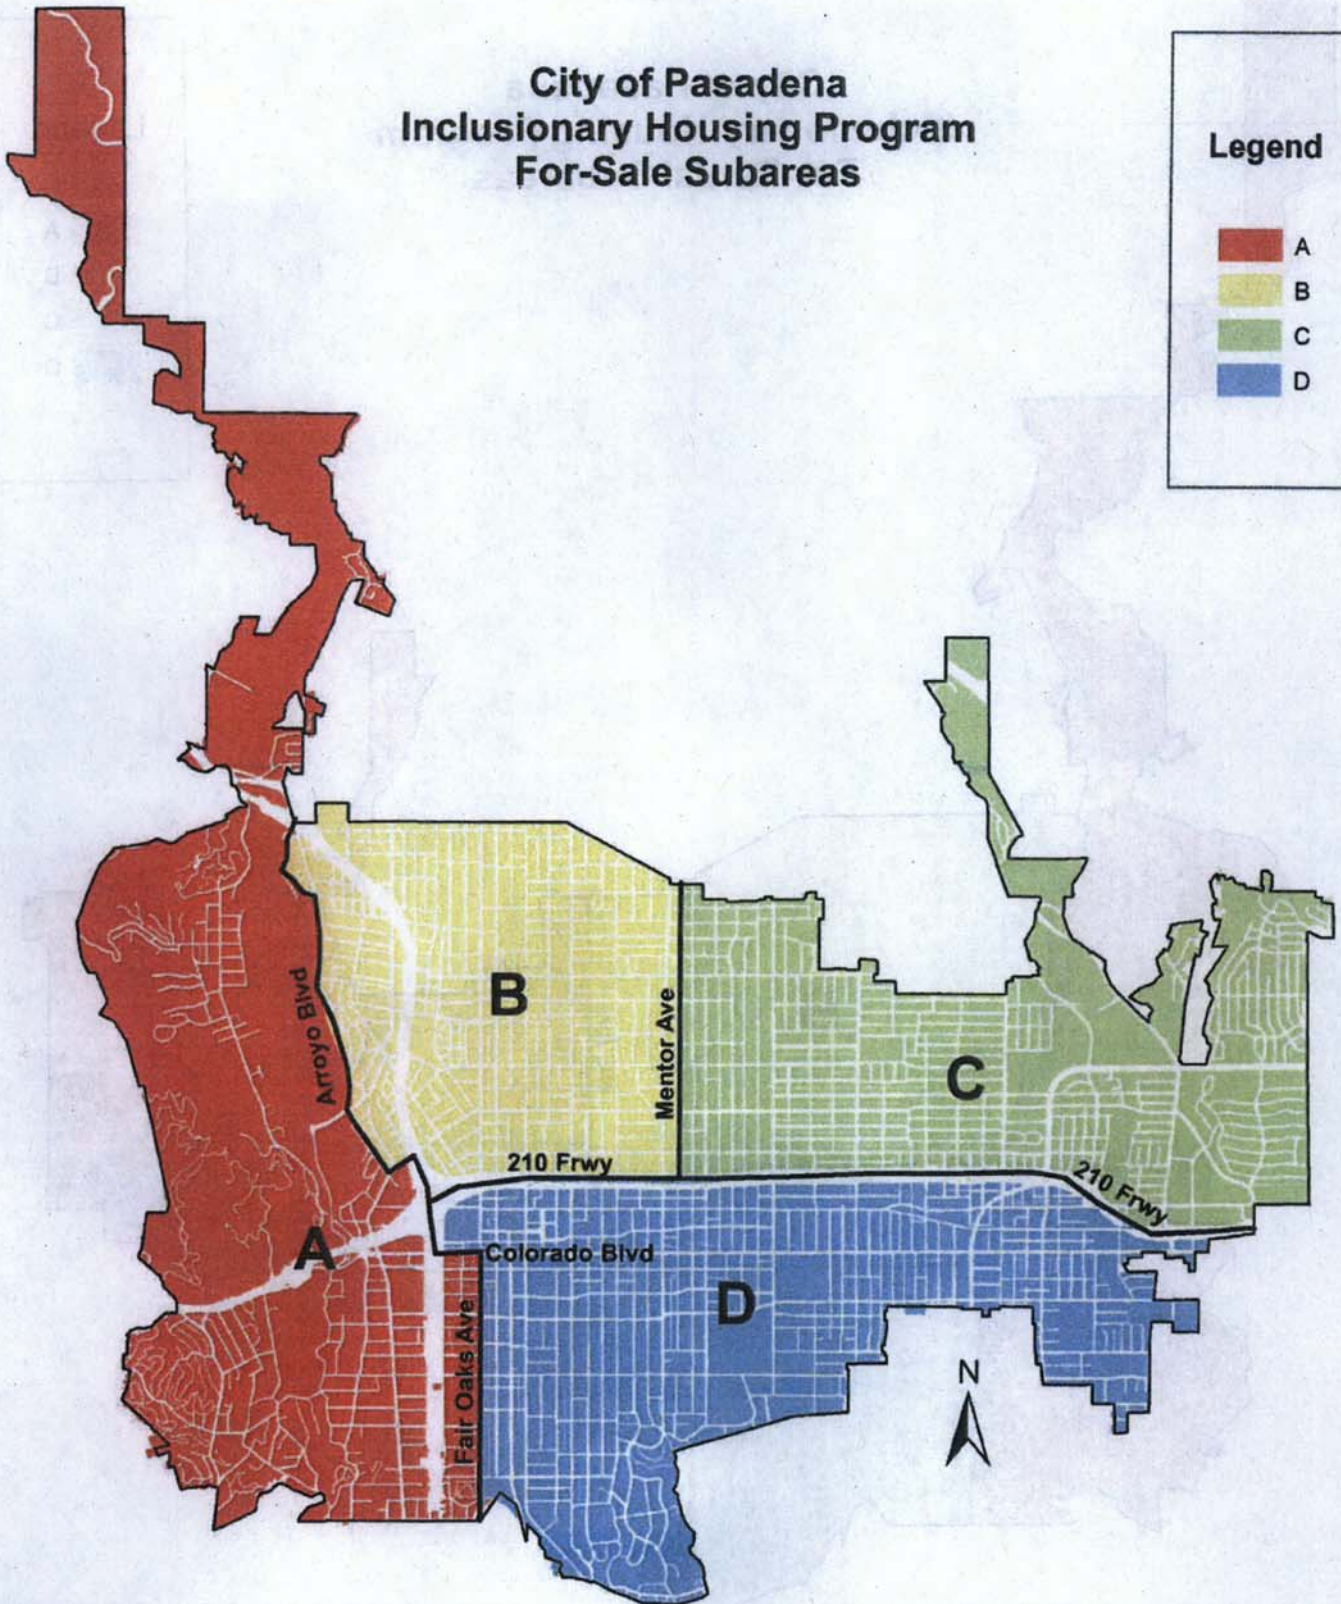 City of Pasadena
Inclusionary Housing Program
For-Sale Subareas
Legend
A
B
C
D
Arroyo Blvd
B
Mentor Ave
C
210 Frwy
210 Frwy
A
Colorado Blvd
D
Fair Oaks Ave
N